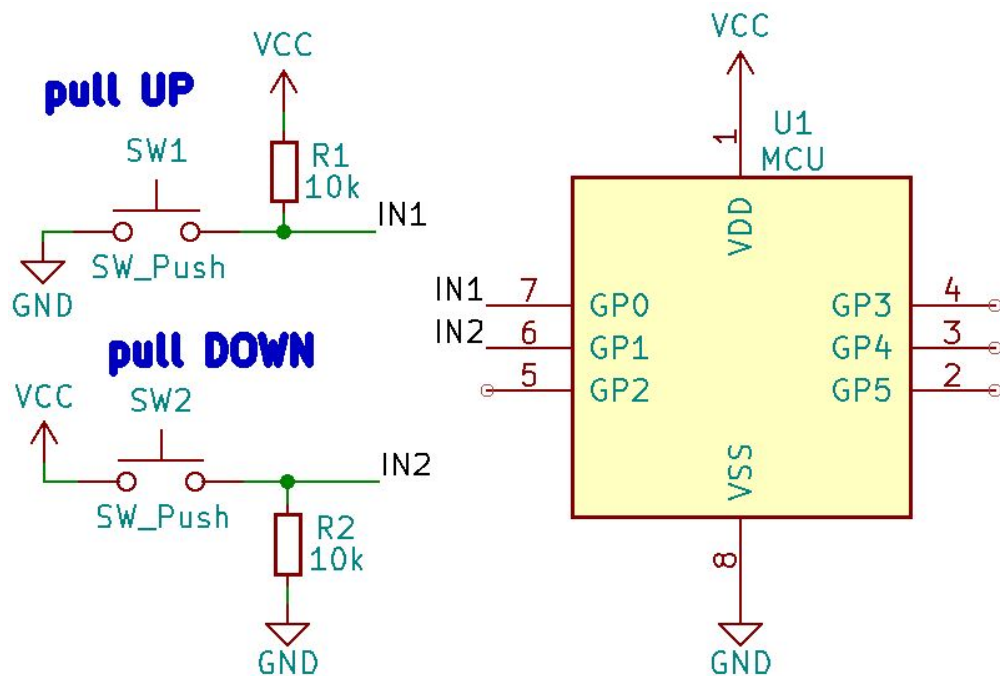 pull UP
VCC
SW1
R1
10k
IN1
SW_Push
GND
pull DOWN
VCC
SW2
IN2
SW_Push
R2
10k
GND
VCC
1
U1
MCU
VDD
IN1
7
GP0
GP3
4
IN2
6
GP1
GP4
3
5
GP2
GP5
2
VSS
8
GND